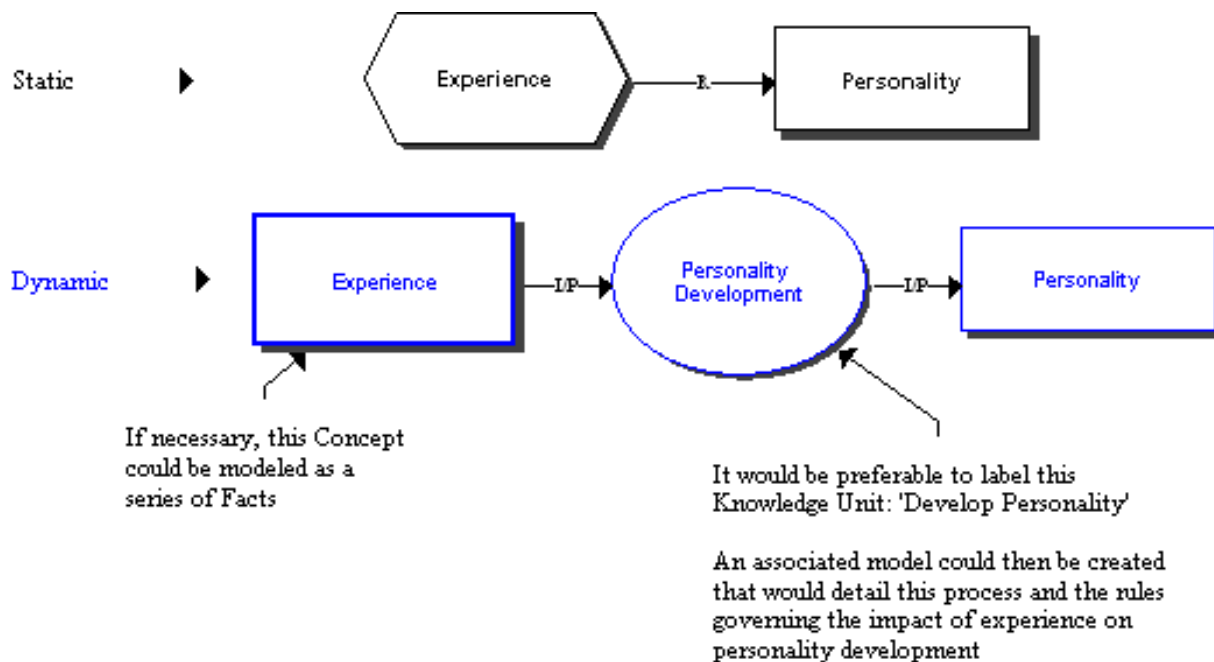 Static
Experience
R
Personality
Dynamic
Experience
I/P
Personality
Development
I/P
Personality
If necessary, this Concept
could be modeled as a
series of Facts
It would be preferable to label this
Knowledge Unit: 'Develop Personality'
An associated model could then be created
that would detail this process and the rules
governing the impact of experience on
personality development